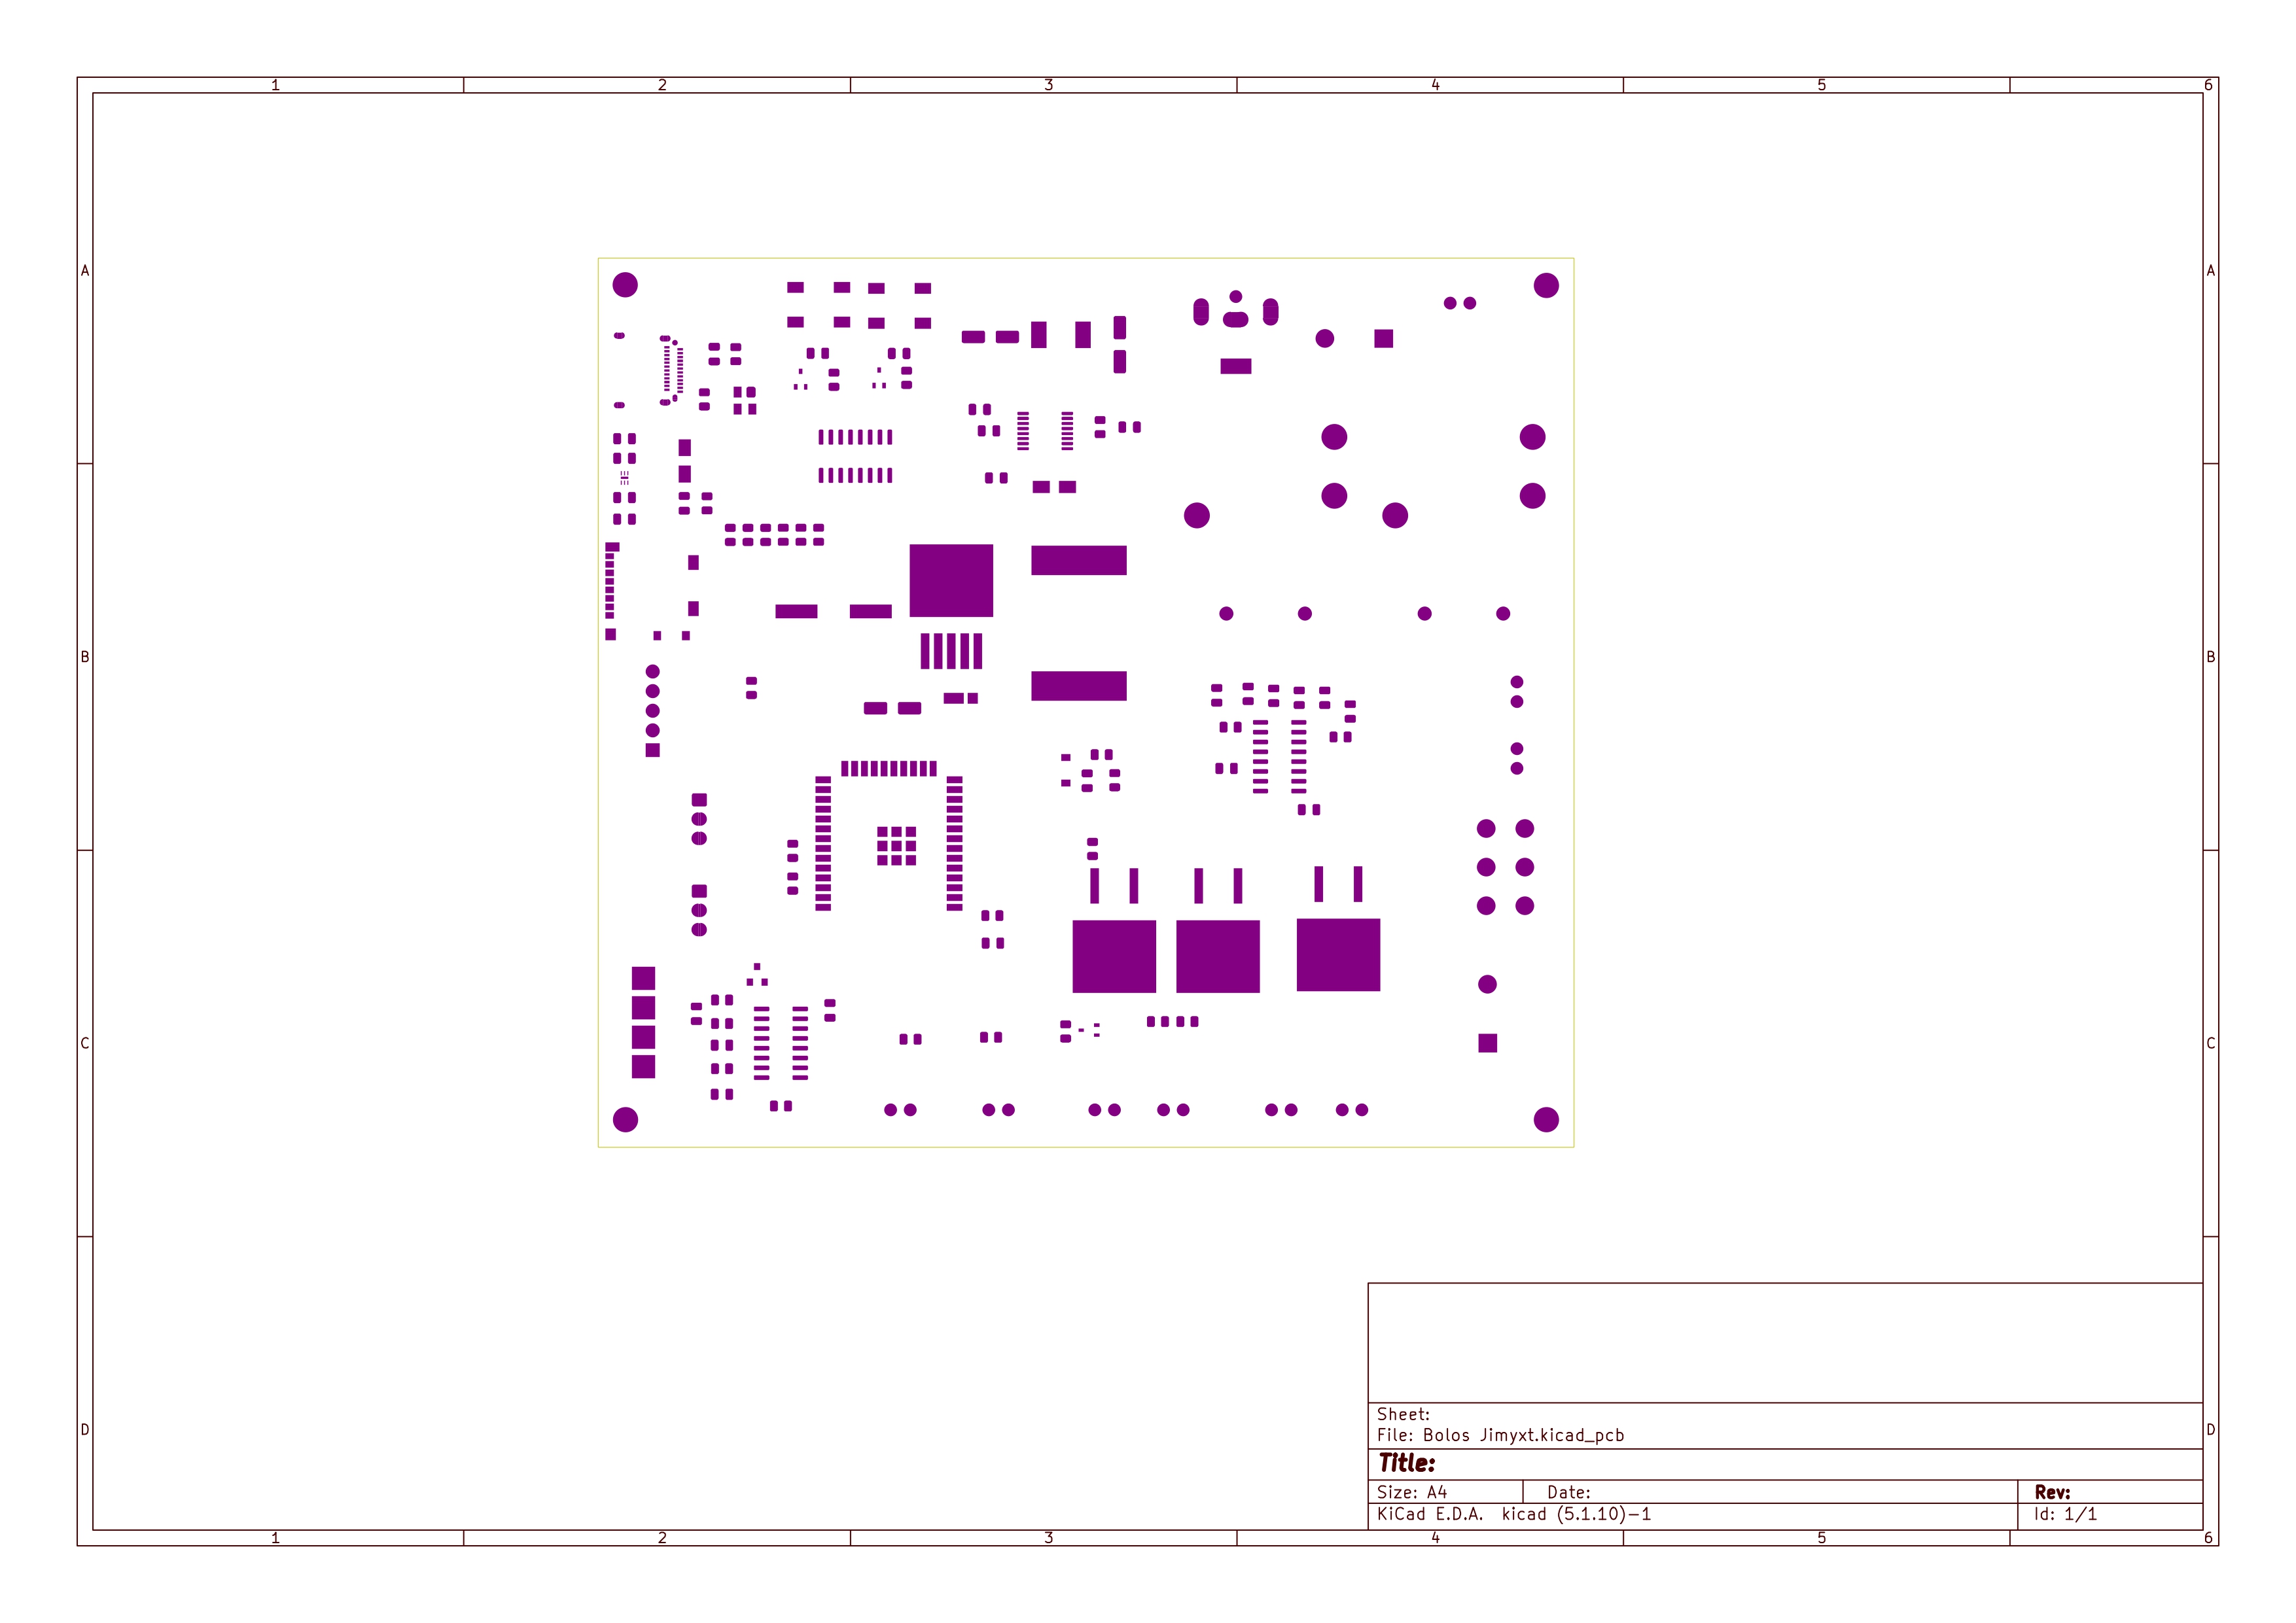 1 2 3 4 5 6
A A
B B
C C
D D
Sheet:
File: Bolos Jimyxt.kicad_pcb
Title:
Size: A4 Date: Rev:
KiCad E.D.A. kicad (5.1.10)-1 Id: 1/1
1 2 3 4 5 6